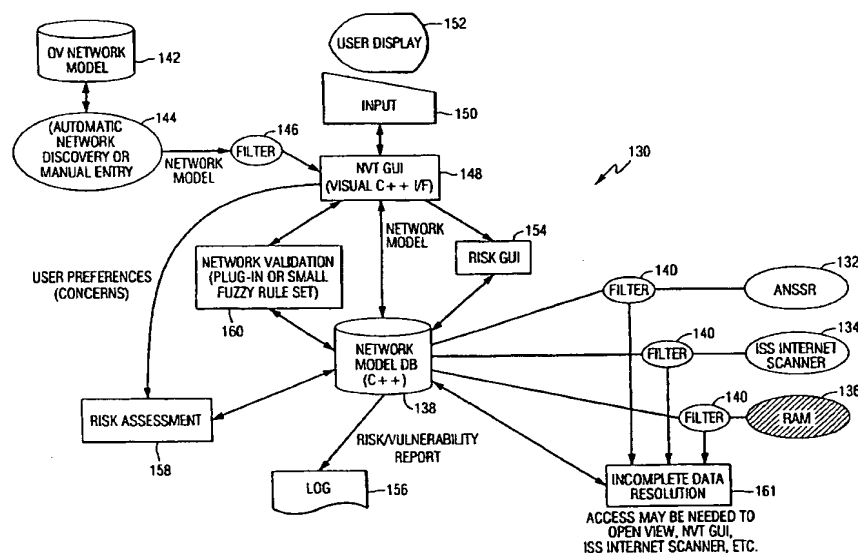 152
USER DISPLAY
OV NETWORK
MODEL
142
150
INPUT
144
(AUTOMATIC
NETWORK
DISCOVERY OR
MANUAL ENTRY
NETWORK
MODEL
146
FILTER
NVT GUI
(VISUAL C++ I/F)
148
130
NETWORK
MODEL
154
RISK GUI
USER PREFERENCES
(CONCERNS)
NETWORK VALIDATION
(PLUG-IN OR SMALL
FUZZY RULE SET)
160
140
FILTER
132
ANSSR
140
FILTER
134
ISS INTERNET
SCANNER
NETWORK
MODEL DB
(C++)
138
140
FILTER
136
RAM
RISK ASSESSMENT
158
RISK/VULNERABILITY
REPORT
LOG
156
INCOMPLETE DATA
RESOLUTION
161
ACCESS MAY BE NEEDED TO
OPEN VIEW, NVT GUI,
ISS INTERNET SCANNER, ETC.